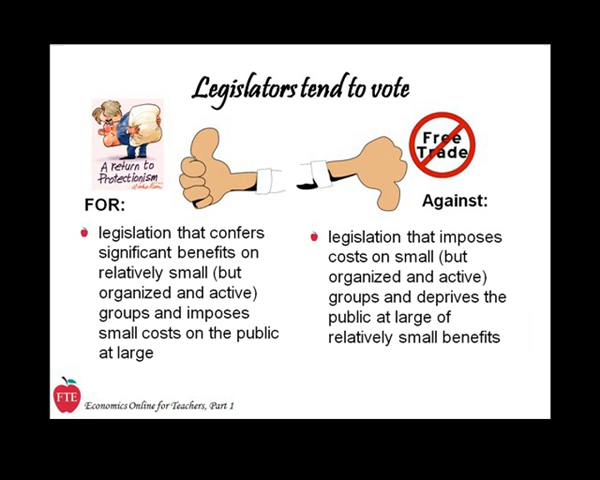 Legislators tend to vote
A return to
Protectionism
Free
Trade
FOR:
legislation that confers
significant benefits on
relatively small (but
organized and active)
groups and imposes
small costs on the public
at large
Against:
legislation that imposes
costs on small (but
organized and active)
groups and deprives the
public at large of
relatively small benefits
FTE
Economics Online for Teachers, Part 1